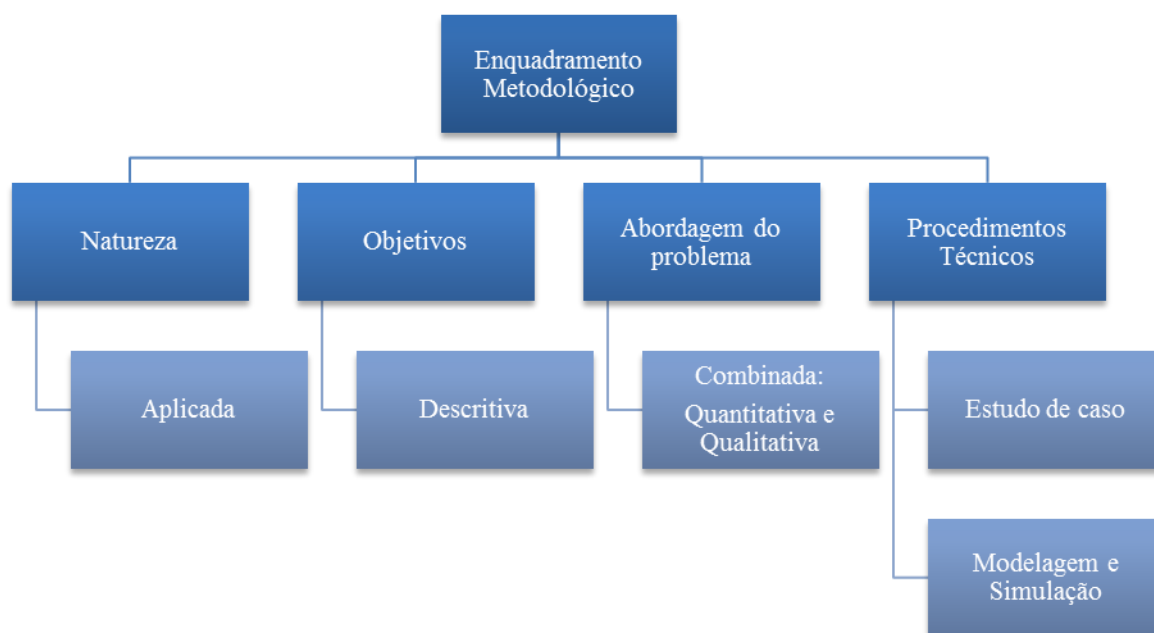 Enquadramento
Metodológico
Natureza
Objetivos
Abordagem do
problema
Procedimentos
Técnicos
Aplicada
Descritiva
Combinada:
Quantitativa e
Qualitativa
Estudo de caso
Modelagem e
Simulação